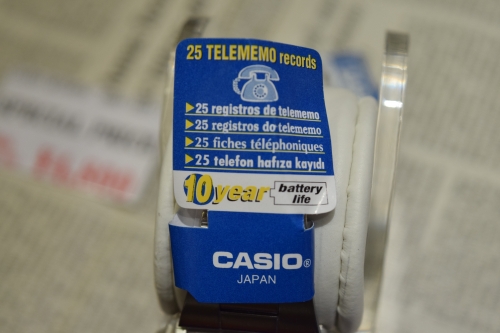 25 TELEMEMO records
25 registros de telememo
25 registros do telememo
25 fiches téléphoniques
25 telefon hafıza kayıdı
10 year battery
life
CASIO®
JAPAN